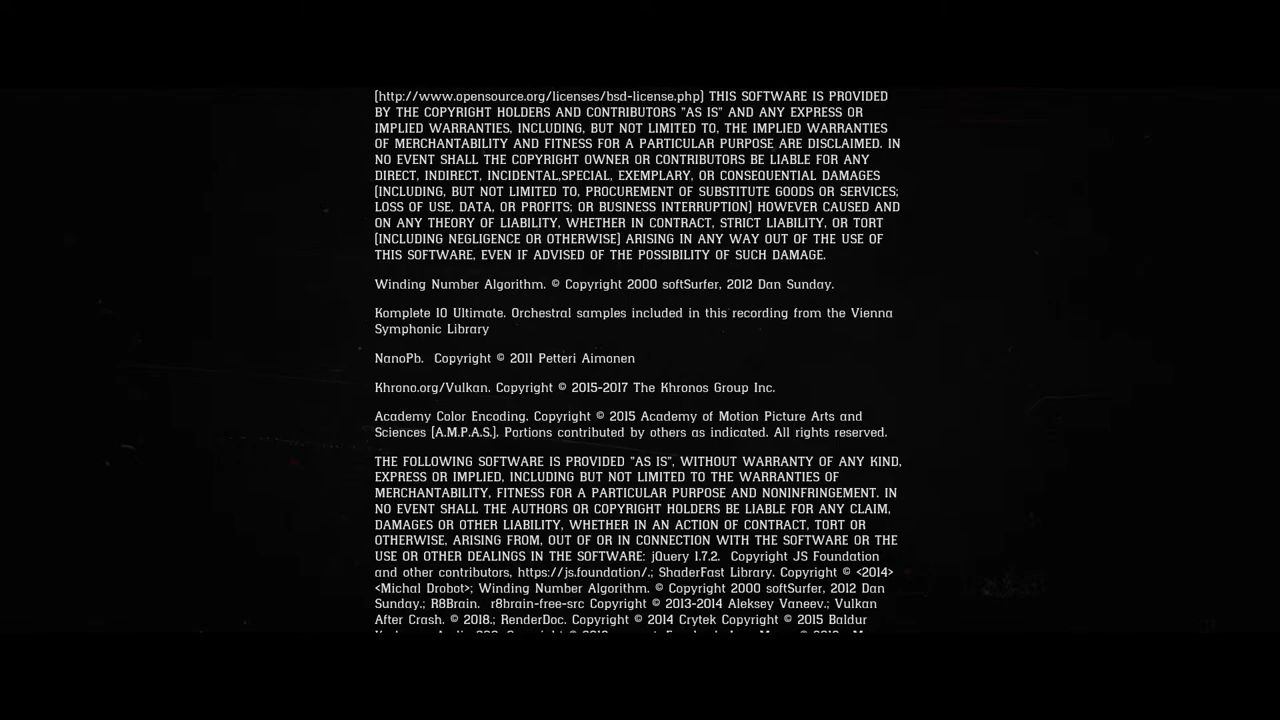 [http://www.opensource.org/licenses/bsd-license.php] THIS SOFTWARE IS PROVIDED
BY THE COPYRIGHT HOLDERS AND CONTRIBUTORS "AS IS" AND ANY EXPRESS OR
IMPLIED WARRANTIES, INCLUDING, BUT NOT LIMITED TO, THE IMPLIED WARRANTIES
OF MERCHANTABILITY AND FITNESS FOR A PARTICULAR PURPOSE ARE DISCLAIMED. IN
NO EVENT SHALL THE COPYRIGHT OWNER OR CONTRIBUTORS BE LIABLE FOR ANY
DIRECT, INDIRECT, INCIDENTAL,SPECIAL, EXEMPLARY, OR CONSEQUENTIAL DAMAGES
[INCLUDING, BUT NOT LIMITED TO, PROCUREMENT OF SUBSTITUTE GOODS OR SERVICES;
LOSS OF USE, DATA, OR PROFITS; OR BUSINESS INTERRUPTION] HOWEVER CAUSED AND
ON ANY THEORY OF LIABILITY, WHETHER IN CONTRACT, STRICT LIABILITY, OR TORT
[INCLUDING NEGLIGENCE OR OTHERWISE] ARISING IN ANY WAY OUT OF THE USE OF
THIS SOFTWARE, EVEN IF ADVISED OF THE POSSIBILITY OF SUCH DAMAGE.
Winding Number Algorithm. © Copyright 2000 softSurfer, 2012 Dan Sunday.
Komplete 10 Ultimate. Orchestral samples included in this recording from the Vienna
Symphonic Library
NanoPb.  Copyright © 2011 Petteri Aimonen
Khrono.org/Vulkan. Copyright © 2015-2017 The Khronos Group Inc.
Academy Color Encoding. Copyright © 2015 Academy of Motion Picture Arts and
Sciences [A.M.P.A.S.]. Portions contributed by others as indicated. All rights reserved.
THE FOLLOWING SOFTWARE IS PROVIDED "AS IS", WITHOUT WARRANTY OF ANY KIND,
EXPRESS OR IMPLIED, INCLUDING BUT NOT LIMITED TO THE WARRANTIES OF
MERCHANTABILITY, FITNESS FOR A PARTICULAR PURPOSE AND NONINFRINGEMENT. IN
NO EVENT SHALL THE AUTHORS OR COPYRIGHT HOLDERS BE LIABLE FOR ANY CLAIM,
DAMAGES OR OTHER LIABILITY, WHETHER IN AN ACTION OF CONTRACT, TORT OR
OTHERWISE, ARISING FROM, OUT OF OR IN CONNECTION WITH THE SOFTWARE OR THE
USE OR OTHER DEALINGS IN THE SOFTWARE: jQuery 1.7.2.  Copyright JS Foundation
and other contributors, https://js.foundation/.; ShaderFast Library. Copyright © <2014>
<Michal Drobot>; Winding Number Algorithm. © Copyright 2000 softSurfer, 2012 Dan
Sunday.; R8Brain.  r8brain-free-src Copyright © 2013-2014 Aleksey Vaneev.; Vulkan
After Crash. © 2018.; RenderDoc. Copyright © 2014 Crytek Copyright © 2015 Baldur